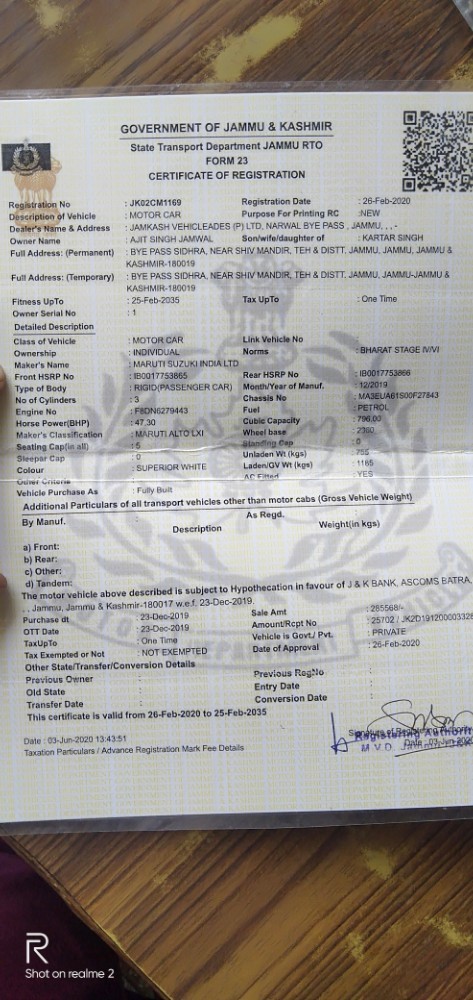 GOVERNMENT OF JAMMU & KASHMIR
State Transport Department JAMMU RTO
FORM 23
CERTIFICATE OF REGISTRATION
Registration No : JK02CM1169 Registration Date : 26-Feb-2020
Description of Vehicle : MOTOR CAR Purpose For Printing RC :NEW
Dealer's Name & Address : JAMKASH VEHICLEADES (P) LTD, NARWAL BYE PASS , JAMMU, , , -
Owner Name : AJIT SINGH JAMWAL Son/wife/daughter of : KARTAR SINGH
Full Address: (Permanent) : BYE PASS SIDHRA, NEAR SHIV MANDIR, TEH & DISTT. JAMMU, JAMMU, JAMMU &
KASHMIR-180019
Full Address: (Temporary) : BYE PASS SIDHRA, NEAR SHIV MANDIR, TEH & DISTT. JAMMU, JAMMU-JAMMU &
KASHMIR-180019
Fitness UpTo : 25-Feb-2035 Tax UpTo : One Time
Owner Serial No : 1
Detailed Description
Class of Vehicle : MOTOR CAR Link Vehicle No
Ownership : INDIVIDUAL Norms : BHARAT STAGE IV/VI
Maker's Name : MARUTI SUZUKI INDIA LTD
Front HSRP No : IB0017753865 Rear HSRP No : IB0017753866
Type of Body : RIGID(PASSENGER CAR) Month/Year of Manuf. : 12/2019
No of Cylinders : 3 Chassis No : MA3EUA61S00F27843
Engine No : F8DN6279443 Fuel : PETROL
Horse Power(BHP) : 47.30 Cubic Capacity : 796.00
Maker's Classification : MARUTI ALTO LXI Wheel base : 2360
Seating Cap(in all) : 5 Standing Cap : 0
Sleeper Cap : 0 Unladen Wt (kgs) : 755
Colour : SUPERIOR WHITE Laden/GV Wt (kgs) : 1185
Other Criteria AC Fitted : YES
Vehicle Purchase As : Fully Built
Additional Particulars of all transport vehicles other than motor cabs (Gross Vehicle Weight)
By Manuf. : As Regd.
Description Weight(in kgs)
a) Front:
b) Rear:
c) Other:
d) Tandem:
The motor vehicle above described is subject to Hypothecation in favour of J & K BANK, ASCOMS BATRA,
, , Jammu, Jammu & Kashmir-180017 w.e.f. 23-Dec-2019.
Purchase dt : 23-Dec-2019 Sale Amt : 285568/-
OTT Date : 23-Dec-2019 Amount/Rcpt No : 25702 / JK2D191200003328
TaxUpTo : One Time Vehicle is Govt./ Pvt. : PRIVATE
Tax Exempted or Not : NOT EXEMPTED Date of Approval : 26-Feb-2020
Other State/Transfer/Conversion Details
Previous Owner : Previous RegNo :
Old State : Entry Date :
Transfer Date : Conversion Date :
This certificate is valid from 26-Feb-2020 to 25-Feb-2035
Date : 03-Jun-2020 13:43:51
Taxation Particulars / Advance Registration Mark Fee Details
Registering Authority
M.V.D.
Date : 03-Jun-2020
R
Shot on realme 2